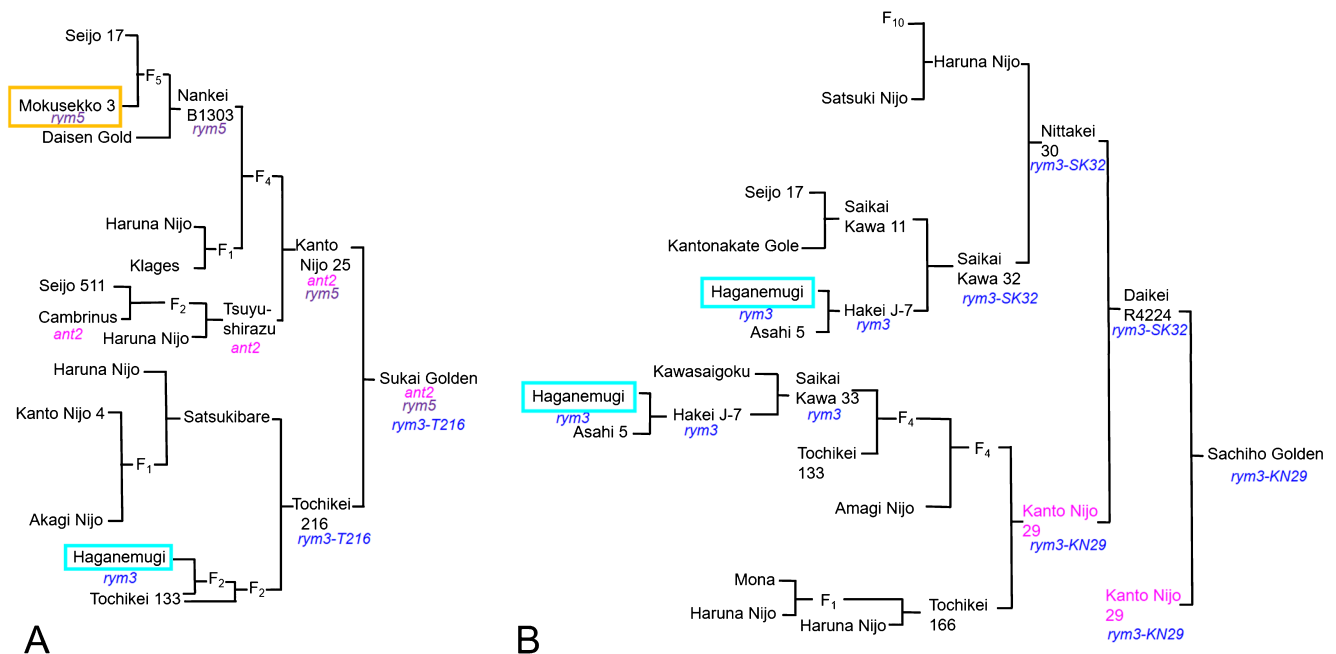 Seijo 17
F5
Mokusekko 3
rym5
Daisen Gold
Nankei
B1303
rym5
F4
Haruna Nijo
F1
Klages
Kanto
Nijo 25
ant2
rym5
Seijo 511
F2
Cambrinus
ant2
Haruna Nijo
Tsuyu-
shirazu
ant2
Haruna Nijo
Kanto Nijo 4
Satsukibare
F1
Akagi Nijo
Sukai Golden
ant2
rym5
rym3-T216
Tochikei
216
rym3-T216
Haganemugi
rym3
F2
F2
Tochikei 133
A
F10
Haruna Nijo
Satsuki Nijo
Nittakei
30
rym3-SK32
Seijo 17
Saikai
Kawa 11
Kantonakate Gole
Saikai
Kawa 32
rym3-SK32
Haganemugi
rym3
Hakei J-7
rym3
Asahi 5
Daikei
R4224
rym3-SK32
Kawasaigoku
Saikai
Kawa 33
rym3
Haganemugi
rym3
Hakei J-7
rym3
Asahi 5
F4
Tochikei
133
F4
Amagi Nijo
Sachiho Golden
rym3-KN29
Kanto Nijo
29
rym3-KN29
Mona
F1
Haruna Nijo
Haruna Nijo
Tochikei
166
Kanto Nijo
29
rym3-KN29
B